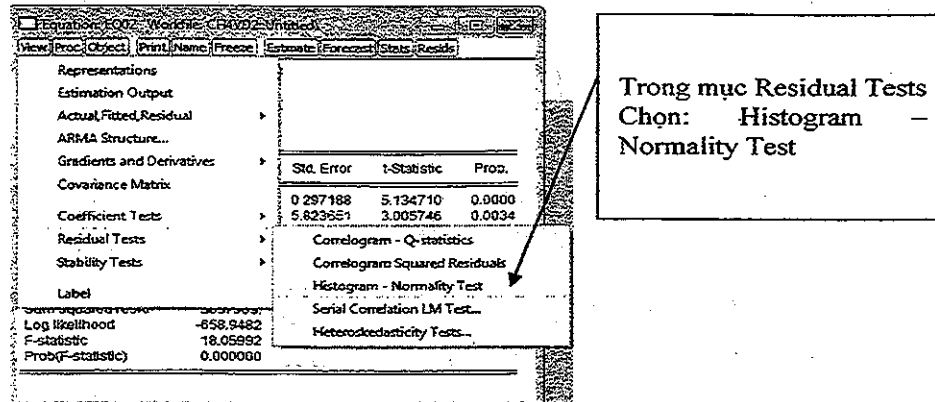 Equation: EQ02 Workfile: CH4VD2 Untitled\
View Proc Object Print Name Freeze Estimate Forecast Stats Resids
Representations
Estimation Output
Actual,Fitted,Residual
ARMA Structure...
Gradients and Derivatives
Covariance Matrix
Coefficient Tests
Residual Tests
Stability Tests
Label
Std. Error t-Statistic Prob.
0.297188 5.134710 0.0000
5.823651 3.005746 0.0034
Correlogram - Q-statistics
Correlogram Squared Residuals
Histogram - Normality Test
Serial Correlation LM Test...
Heteroskedasticity Tests...
Log likelihood -658.9482
F-statistic 18.05992
Prob(F-statistic) 0.000000
Trong mục Residual Tests
Chọn: Histogram –
Normality Test